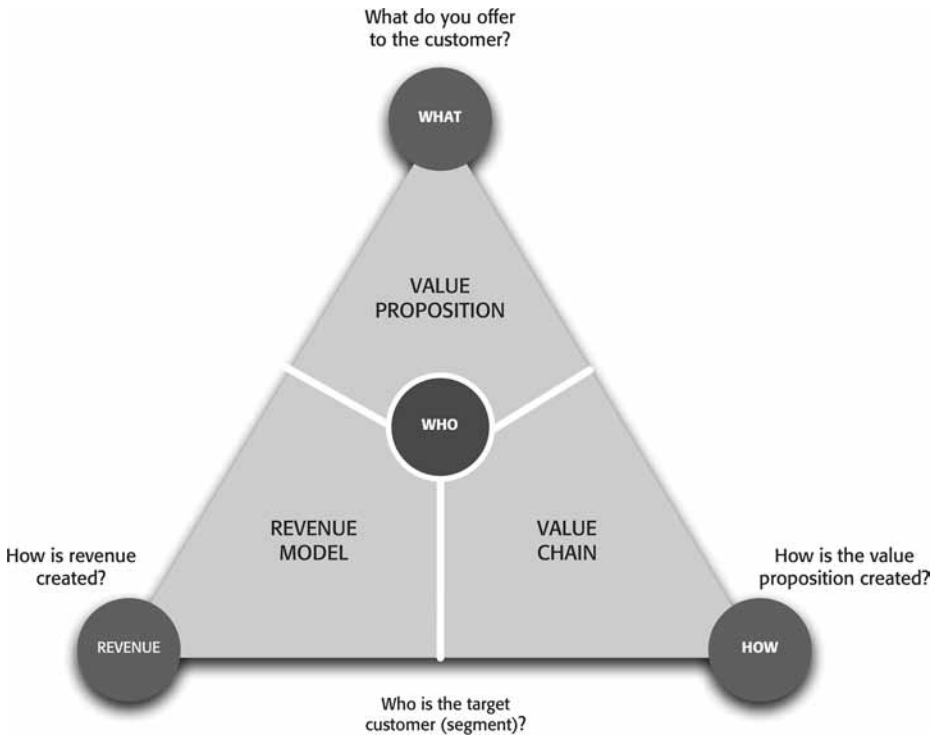 What do you offer
to the customer?
WHAT
VALUE
PROPOSITION
WHO
REVENUE
MODEL
VALUE
CHAIN
How is revenue
created?
How is the value
proposition created?
REVENUE
HOW
Who is the target
customer (segment)?